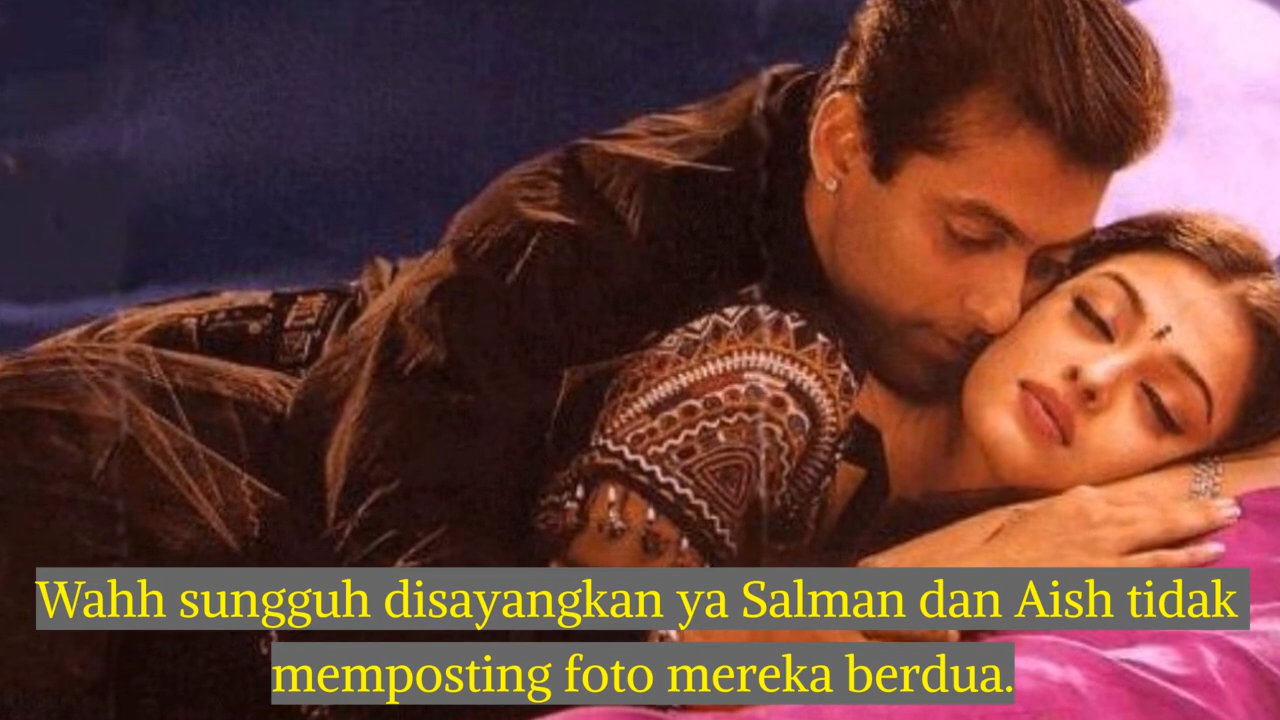 Wahh sungguh disayangkan ya Salman dan Aish tidak
memposting foto mereka berdua.